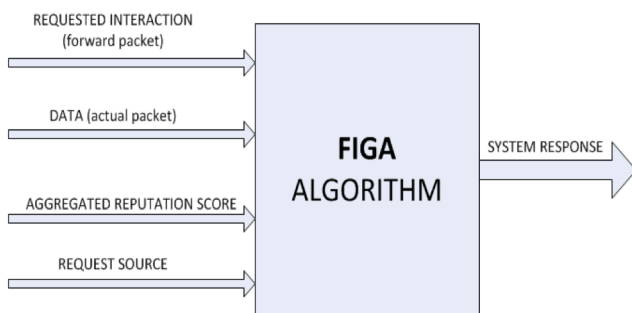 REQUESTED INTERACTION
(forward packet)
DATA (actual packet)
AGGREGATED REPUTATION SCORE
REQUEST SOURCE
FIGA
ALGORITHM
SYSTEM RESPONSE